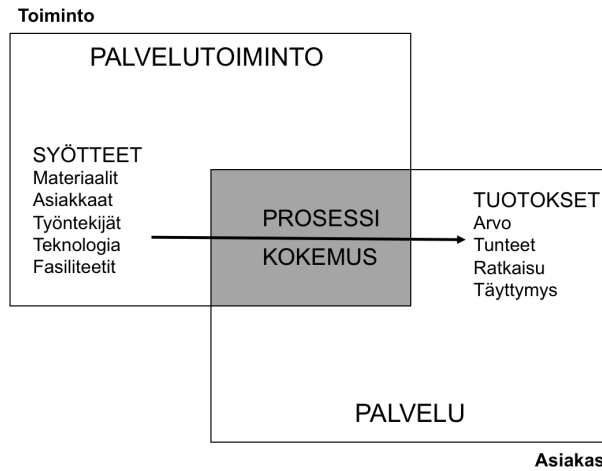 Toiminto
PALVELUTOIMINTO
SYÖTTEET
Materiaalit
Asiakkaat
Työntekijät
Teknologia
Fasiliteetit
PROSESSI
KOKEMUS
TUOTOKSET
Arvo
Tunteet
Ratkaisu
Täyttymys
PALVELU
Asiakas